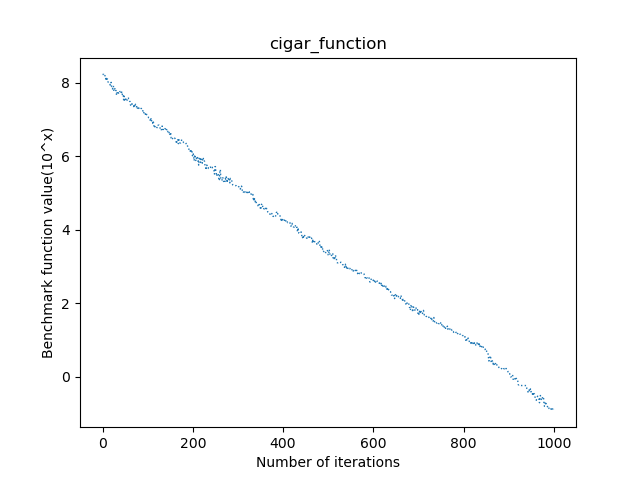 cigar_function
Benchmark function value(10^x)
8
6
4
2
0
0 200 400 600 800 1000
Number of iterations